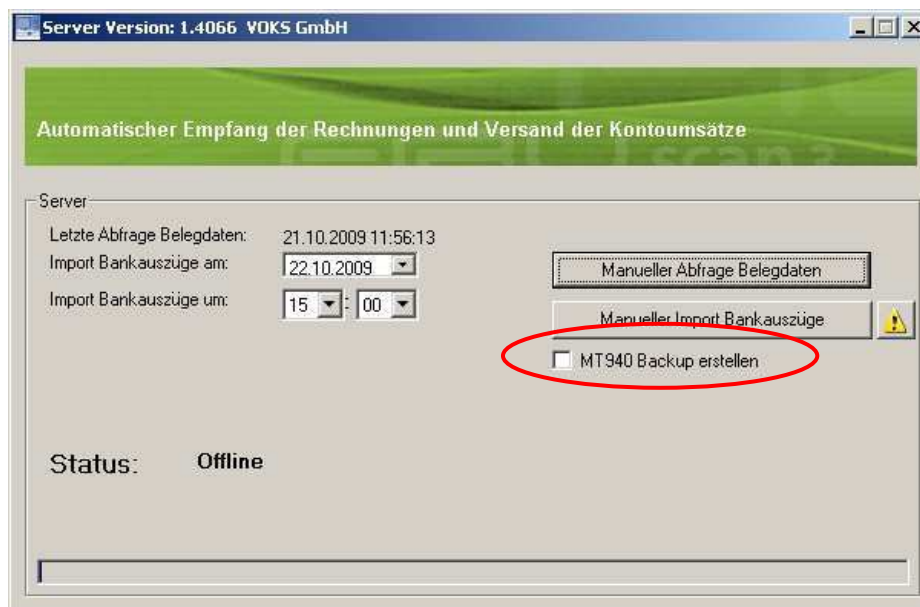 Server Version: 1.4066 VOKS GmbH
Automatischer Empfang der Rechnungen und Versand der Kontoumsätze
scan2
Server
Letzte Abfrage Belegdaten: 21.10.2009 11:56:13
Import Bankauszüge am: 22.10.2009
Import Bankauszüge um: 15 : 00
Manueller Abfrage Belegdaten
Manueller Import Bankauszüge
MT940 Backup erstellen
Status: Offline